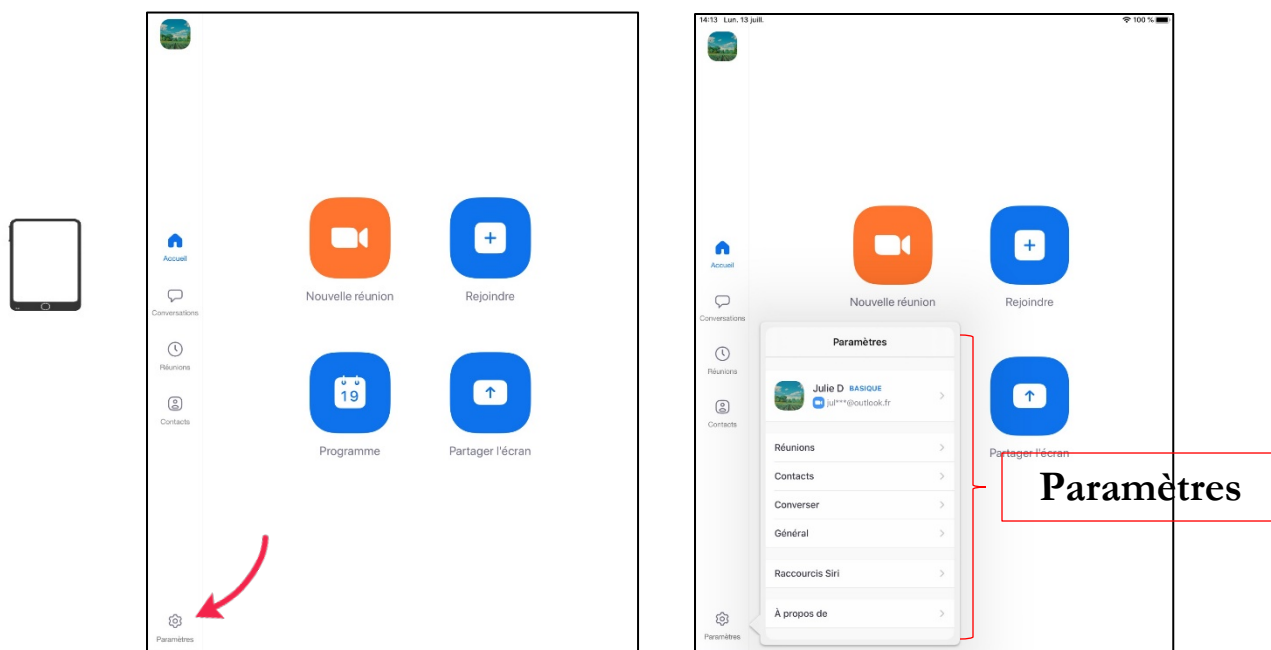 Accueil
Conversations
Réunions
Contacts
Paramètres
Nouvelle réunion
Rejoindre
19
Programme
Partager l'écran
14:13 Lun. 13 juill.
100 %
Accueil
Conversations
Réunions
Contacts
Paramètres
Nouvelle réunion
Rejoindre
Partager l'écran
Paramètres
Julie D BASIQUE
jul***@outlook.fr
Réunions
Contacts
Converser
Général
Raccourcis Siri
À propos de
Paramètres